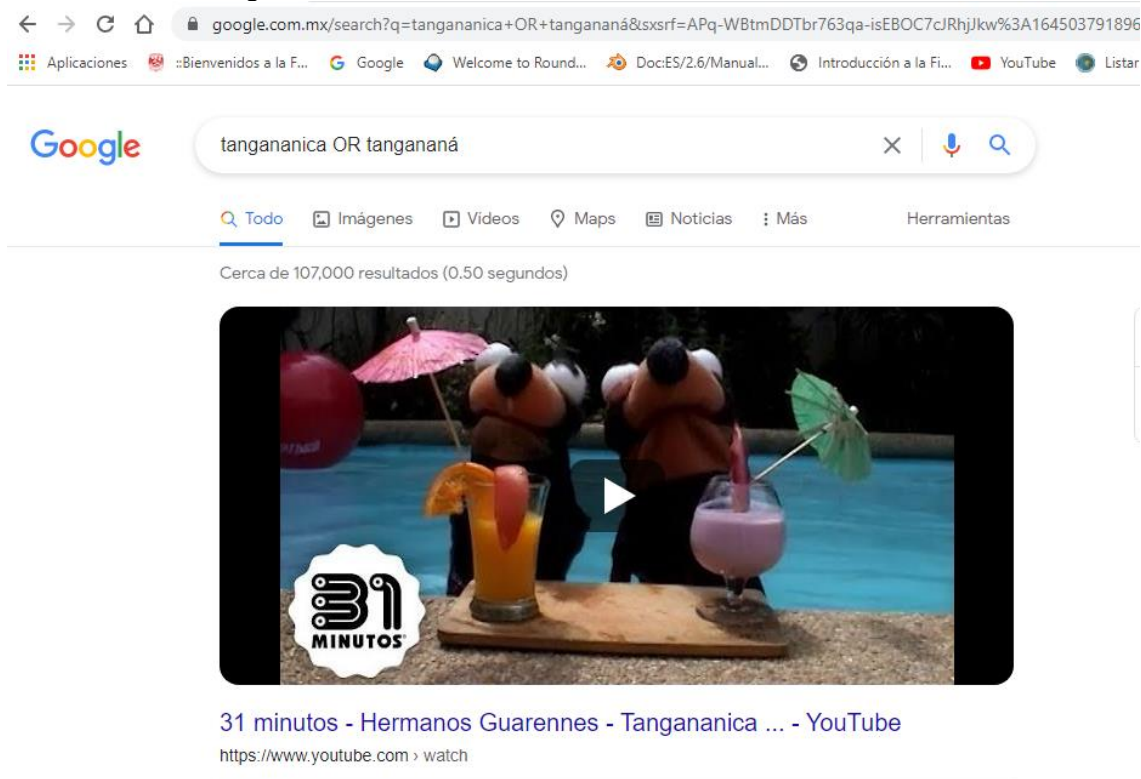 google.com.mx/search?q=tangananica+OR+tangananá&sxsrf=APq-WBtmDDTbr763qa-isEBOC7cJRhjJkw%3A164503791896
Aplicaciones ::Bienvenidos a la F... Google Welcome to Round... Doc:ES/2.6/Manual... Introducción a la Fi... YouTube Listar
Google tangananica OR tangananá
Todo Imágenes Videos Maps Noticias Más Herramientas
Cerca de 107,000 resultados (0.50 segundos)
31
MINUTOS
31 minutos - Hermanos Guarennes - Tangananica ... - YouTube
https://www.youtube.com › watch